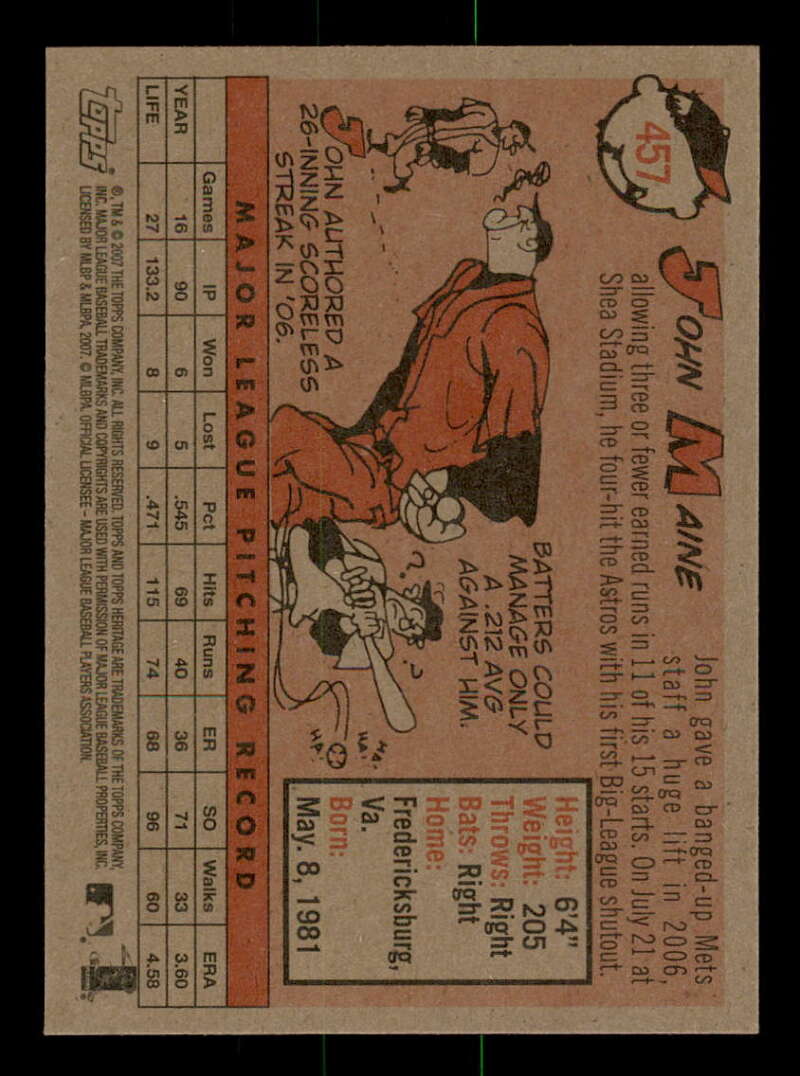 457
JOHN MAINE
John gave a banged-up Mets
staff a huge lift in 2006,
allowing three or fewer earned runs in 11 of his 15 starts. On July 21 at
Shea Stadium, he four-hit the Astros with his first Big-League shutout.
JOHN AUTHORED A
26-INNING SCORELESS
STREAK IN '06.
BATTERS COULD
MANAGE ONLY
A .212 AVG
AGAINST HIM.
? ?
HA! HA!
HA!
Height: 6'4"
Weight: 205
Throws: Right
Bats: Right
Home:
Fredericksburg,
Va.
Born:
May. 8, 1981
MAJOR LEAGUE PITCHING RECORD
Games IP Won Lost Pct Hits Runs ER SO Walks ERA
YEAR 16 90 6 5 .545 69 40 36 71 33 3.60
LIFE 27 133.2 8 9 .471 115 74 68 96 60 4.58
TOPPS
®, TM & © 2007 THE TOPPS COMPANY, INC. ALL RIGHTS RESERVED. TOPPS AND TOPPS HERITAGE ARE TRADEMARKS OF THE TOPPS COMPANY,
INC. MAJOR LEAGUE BASEBALL TRADEMARKS AND COPYRIGHTS ARE USED WITH PERMISSION OF MAJOR LEAGUE BASEBALL PROPERTIES, INC.
LICENSED BY MLBP & MLBPA, 2007. © MLBPA. OFFICIAL LICENSEE – MAJOR LEAGUE BASEBALL PLAYERS ASSOCIATION.